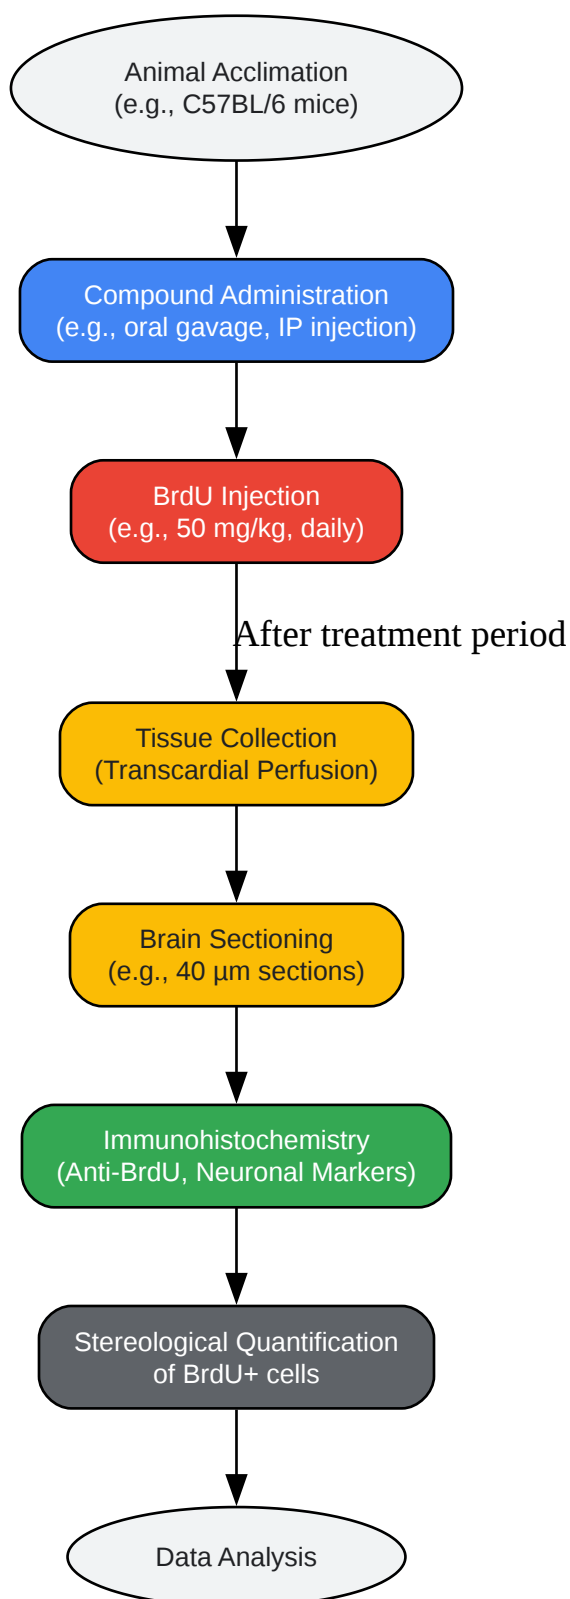 Animal Acclimation
(e.g., C57BL/6 mice)
Compound Administration
(e.g., oral gavage, IP injection)
BrdU Injection
(e.g., 50 mg/kg, daily)
After treatment period
Tissue Collection
(Transcardial Perfusion)
Brain Sectioning
(e.g., 40 µm sections)
Immunohistochemistry
(Anti-BrdU, Neuronal Markers)
Stereological Quantification
of BrdU+ cells
Data Analysis